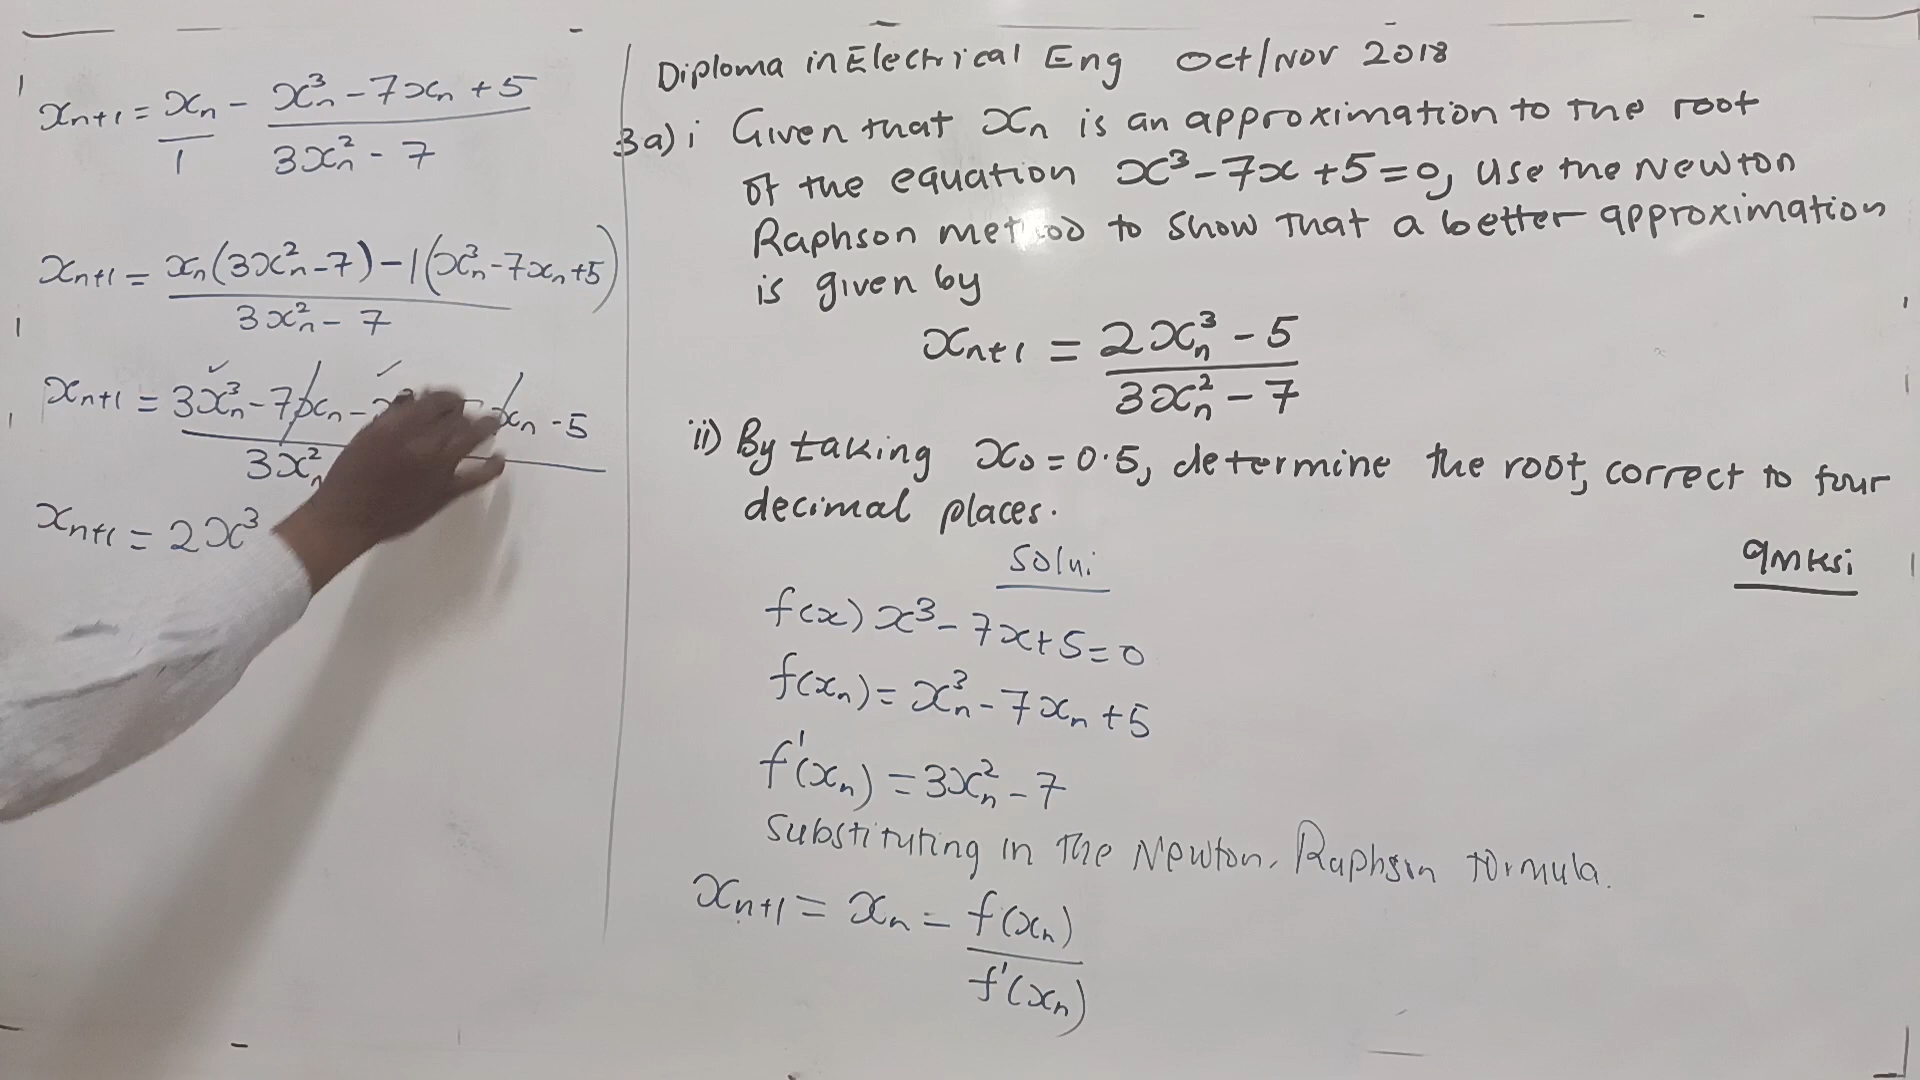 xₙ₊₁ = xₙ/1 - (xₙ³ - 7xₙ + 5)/(3xₙ² - 7)
xₙ₊₁ = (xₙ(3xₙ² - 7) - 1(xₙ³ - 7xₙ + 5))/(3xₙ² - 7)
xₙ₊₁ = (3xₙ³ - 7xₙ - xₙ - 5)/(3xₙ²
xₙ₊₁ = 2x³
Diploma in Electrical Eng Oct/Nov 2018
3a) i Given that xₙ is an approximation to the root
of the equation x³ - 7x + 5 = 0, use the Newton
Raphson method to show that a better approximation
is given by
xₙ₊₁ = (2xₙ³ - 5)/(3xₙ² - 7)
ii) By taking x₀ = 0.5, determine the root, correct to four
decimal places.
9mksi
Solni
f(x) x³ - 7x + 5 = 0
f(xₙ) = xₙ³ - 7xₙ + 5
f'(xₙ) = 3xₙ² - 7
Substituting in the Newton-Raphson formula.
xₙ₊₁ = xₙ - f(xₙ)/f'(xₙ)